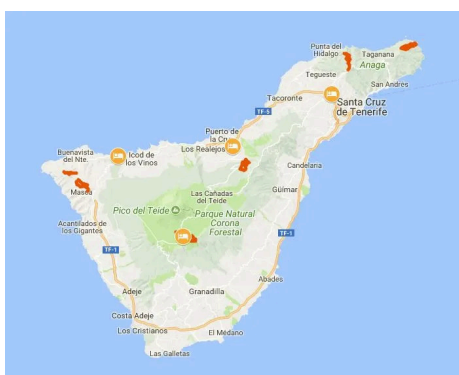 Punta del
Hidalgo
Taganana
Anaga
Tegueste
San Andrés
Tacoronte
Santa Cruz
de Tenerife
TF-5
Puerto de
la Cruz
Los Realejos
Buenavista
del Nte.
Icod de
los Vinos
Candelaria
Masca
Las Cañadas
del Teide
Güímar
Pico del Teide
Parque Natural
Corona
Forestal
Acantilados de
los Gigantes
TF-1
TF-1
Adeje
Granadilla
Abades
Costa Adeje
Los Cristianos
El Médano
Las Galletas